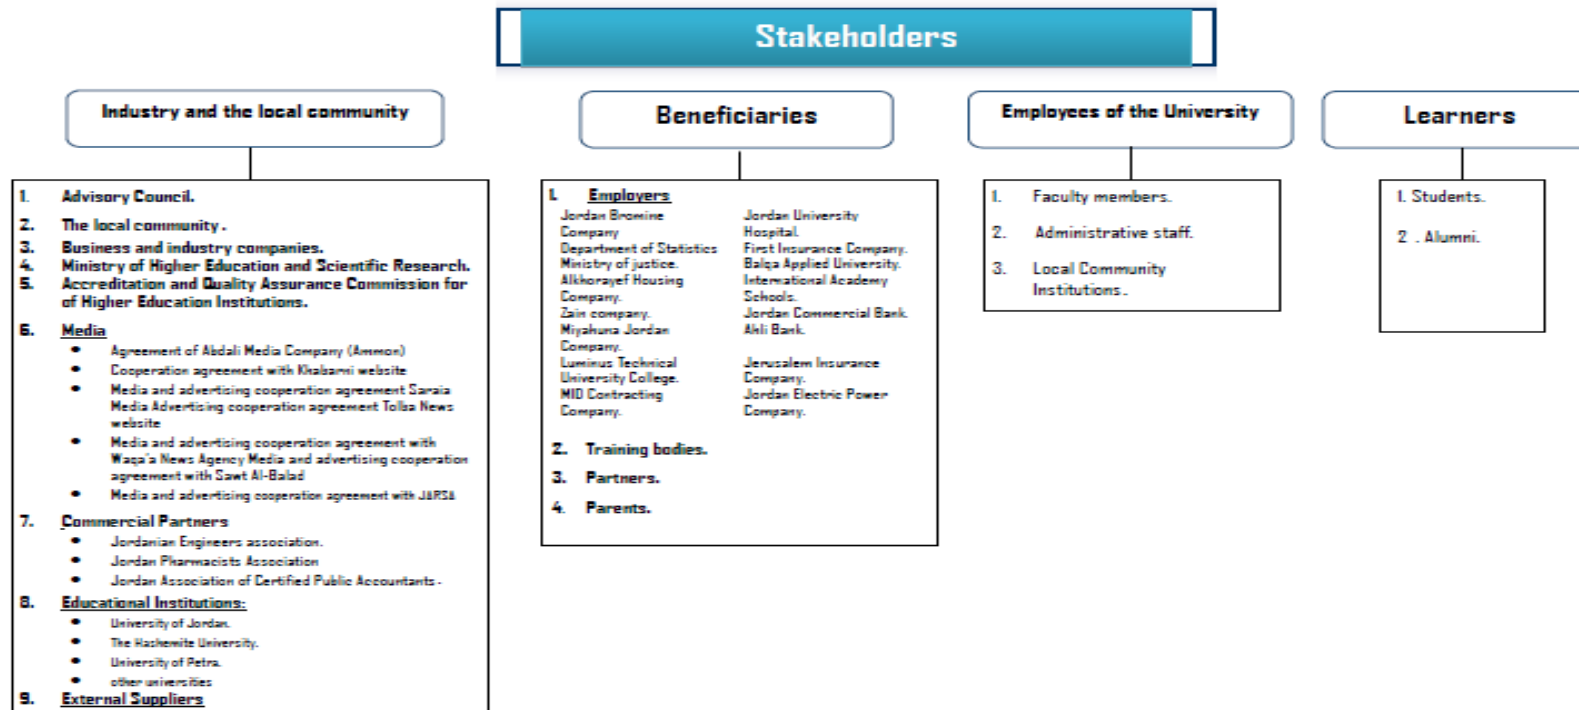 Stakeholders
Industry and the local community
1. Advisory Council.
2. The local community .
3. Business and industry companies.
4. Ministry of Higher Education and Scientific Research.
5. Accreditation and Quality Assurance Commission for
of Higher Education Institutions.
6. Media
• Agreement of Abdali Media Company (Ammon)
• Cooperation agreement with Khabarni website
• Media and advertising cooperation agreement Saraia
Media Advertising cooperation agreement Tolba News
website
• Media and advertising cooperation agreement with
Waqa'a News Agency Media and advertising cooperation
agreement with Sawt Al-Balad
• Media and advertising cooperation agreement with JARSA
7. Commercial Partners
• Jordanian Engineers association.
• Jordan Pharmacists Association
• Jordan Association of Certified Public Accountants.
8. Educational Institutions:
• University of Jordan.
• The Hashemite University.
• University of Petra.
• other universities
9. External Suppliers
Beneficiaries
1. Employers
Jordan Bromine
Company
Department of Statistics
Ministry of justice.
Alkhorayef Housing
Company.
Zain company.
Miyahuna Jordan
Company.
Luminus Technical
University College.
MID Contracting
Company.
Jordan University
Hospital.
First Insurance Company.
Balqa Applied University.
International Academy
Schools.
Jordan Commercial Bank.
Ahli Bank.
Jerusalem Insurance
Company.
Jordan Electric Power
Company.
2. Training bodies.
3. Partners.
4. Parents.
Employees of the University
1. Faculty members.
2. Administrative staff.
3. Local Community
Institutions.
Learners
1. Students.
2 . Alumni.